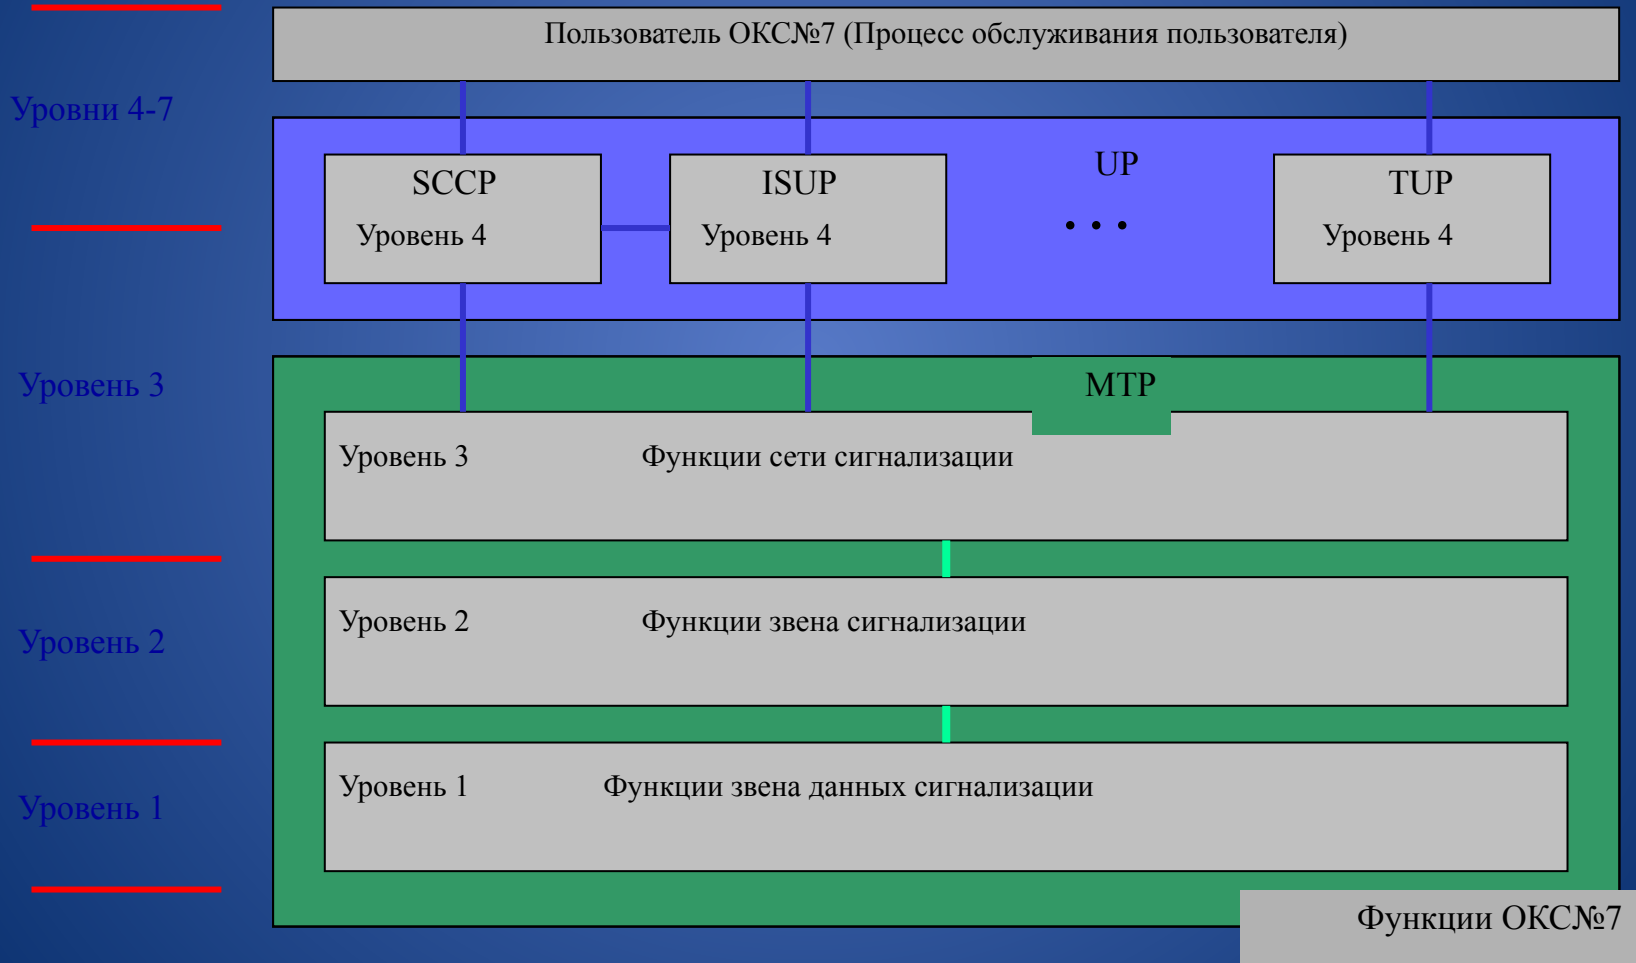 Пользователь ОКС№7 (Процесс обслуживания пользователя)
Уровни 4-7
UP
SCCP
Уровень 4
ISUP
Уровень 4
. . .
TUP
Уровень 4
Уровень 3
MTP
Уровень 3 Функции сети сигнализации
Уровень 2 Функции звена сигнализации
Уровень 2
Уровень 1 Функции звена данных сигнализации
Уровень 1
Функции ОКС№7